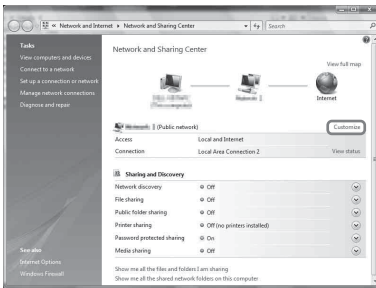 « Network and Internet ▸ Network and Sharing Center
Search
Tasks
View computers and devices
Connect to a network
Set up a connection or network
Manage network connections
Diagnose and repair
See also
Internet Options
Windows Firewall
Network and Sharing Center
View full map
Internet
(Public network)
Customize
Access Local and Internet
Connection Local Area Connection 2 View status
Sharing and Discovery
Network discovery Off
File sharing Off
Public folder sharing Off
Printer sharing Off (no printers installed)
Password protected sharing On
Media sharing Off
Show me all the files and folders I am sharing
Show me all the shared network folders on this computer